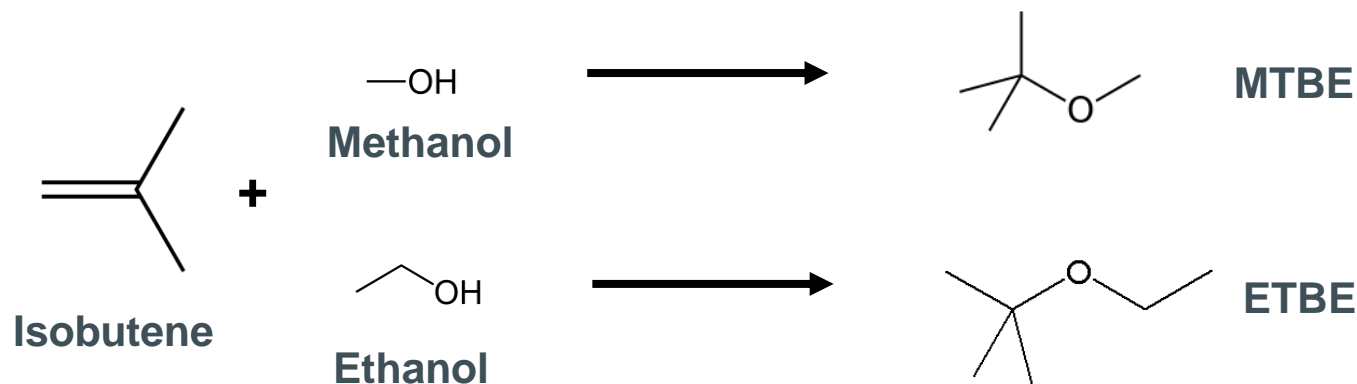 OH
Methanol
O
MTBE
+
Isobutene
OH
Ethanol
O
ETBE